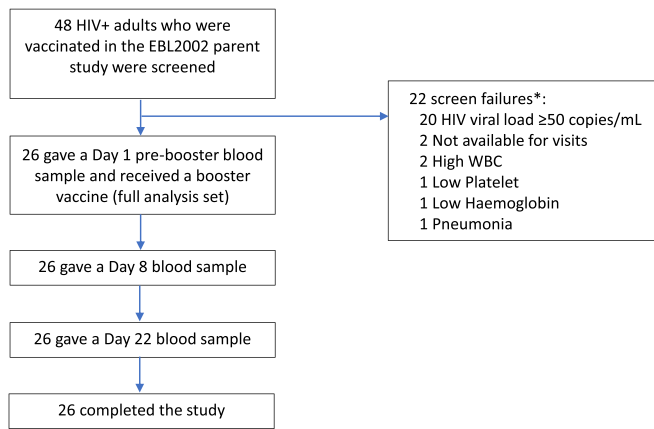 48 HIV+ adults who were
vaccinated in the EBL2002 parent
study were screened
22 screen failures*:
20 HIV viral load ≥50 copies/mL
2 Not available for visits
2 High WBC
1 Low Platelet
1 Low Haemoglobin
1 Pneumonia
26 gave a Day 1 pre-booster blood
sample and received a booster
vaccine (full analysis set)
26 gave a Day 8 blood sample
26 gave a Day 22 blood sample
26 completed the study